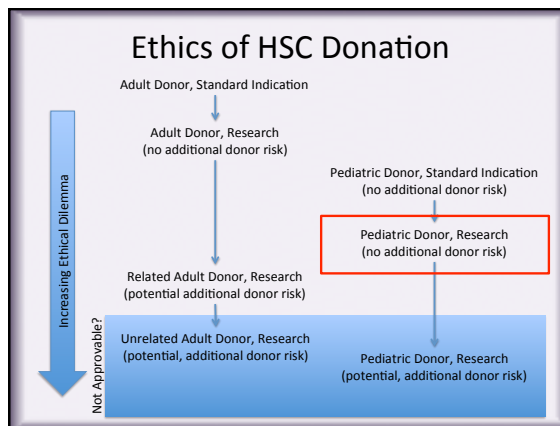 Ethics of HSC Donation
Adult Donor, Standard Indication
Adult Donor, Research
(no additional donor risk)
Pediatric Donor, Standard Indication
(no additional donor risk)
Pediatric Donor, Research
(no additional donor risk)
Related Adult Donor, Research
(potential additional donor risk)
Unrelated Adult Donor, Research
(potential, additional donor risk)
Pediatric Donor, Research
(potential, additional donor risk)
Increasing Ethical Dilemma
Not Approvable?